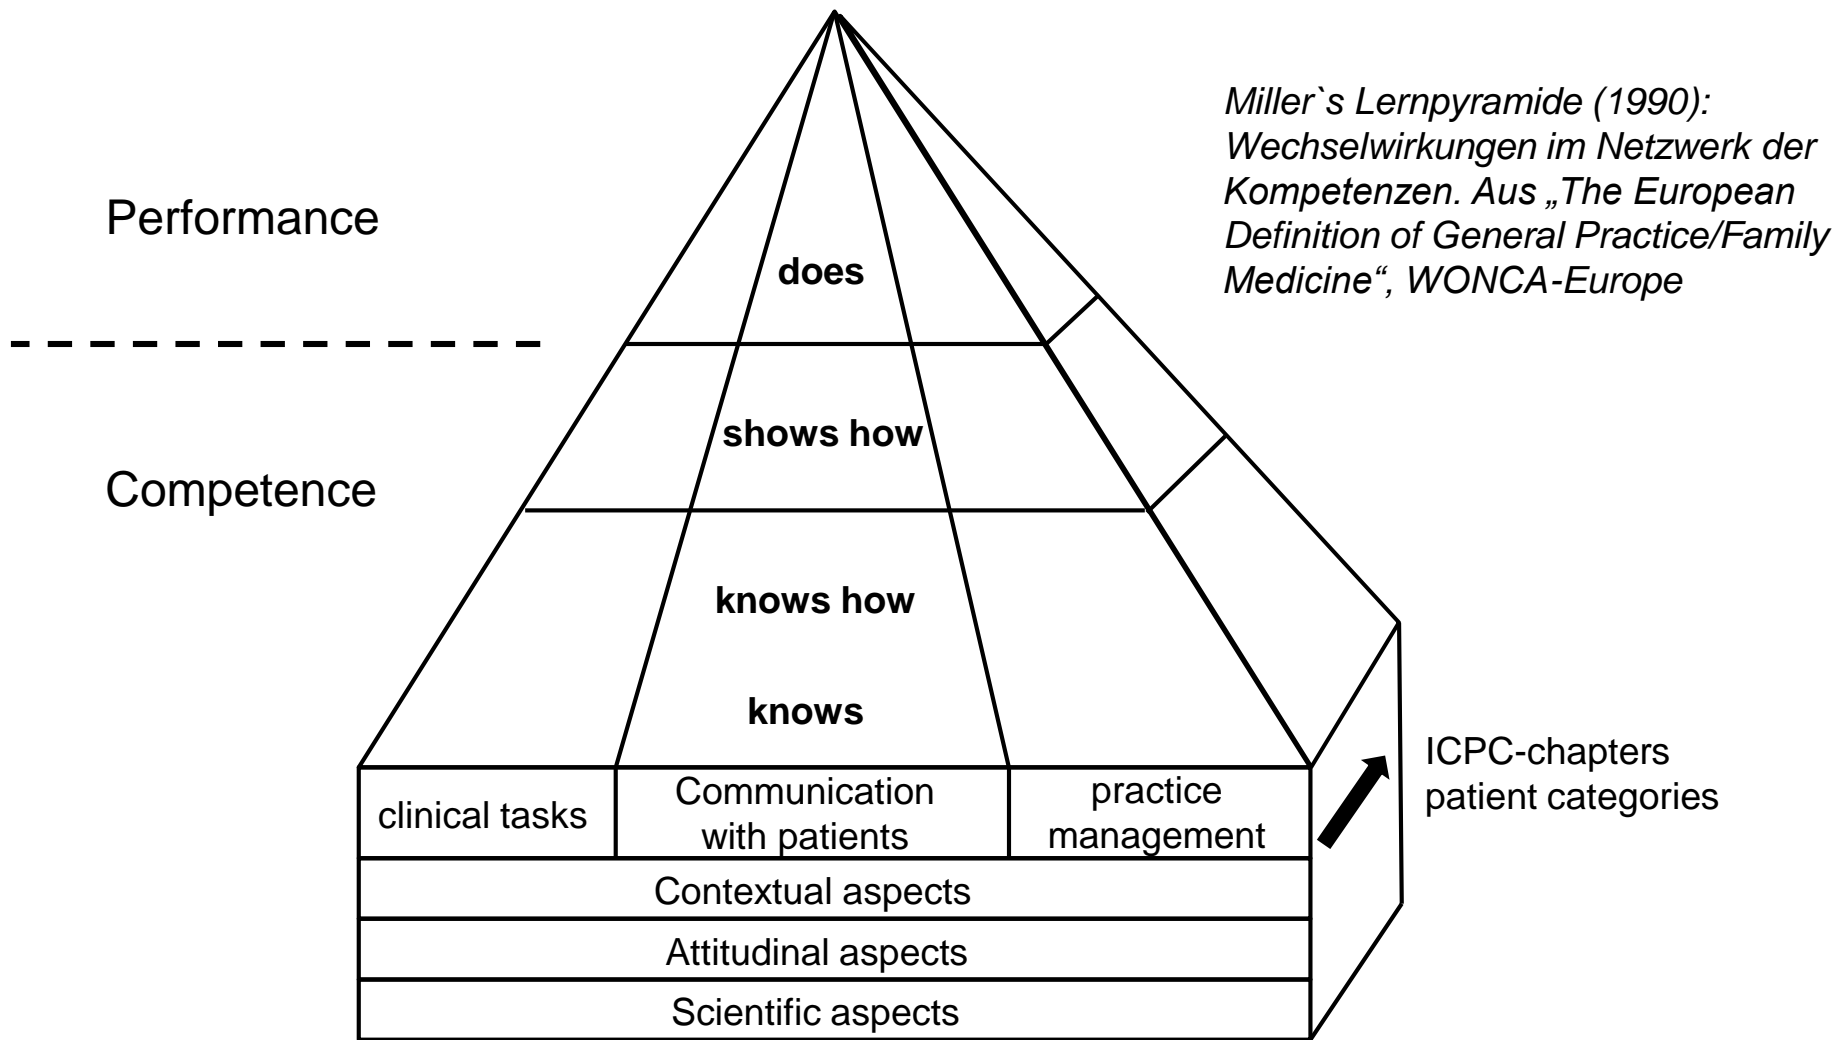 Miller`s Lernpyramide (1990):
Wechselwirkungen im Netzwerk der
Kompetenzen. Aus „The European
Definition of General Practice/Family
Medicine“, WONCA-Europe
Performance
does
shows how
Competence
knows how
knows
clinical tasks
Communication
with patients
practice
management
ICPC-chapters
patient categories
Contextual aspects
Attitudinal aspects
Scientific aspects